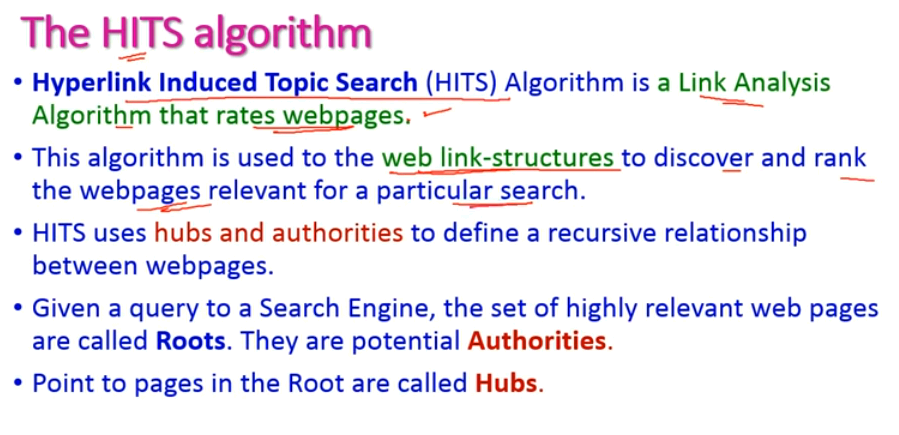 The HITS algorithm
• Hyperlink Induced Topic Search (HITS) Algorithm is a Link Analysis
Algorithm that rates webpages.
• This algorithm is used to the web link-structures to discover and rank
the webpages relevant for a particular search.
• HITS uses hubs and authorities to define a recursive relationship
between webpages.
• Given a query to a Search Engine, the set of highly relevant web pages
are called Roots. They are potential Authorities.
• Point to pages in the Root are called Hubs.